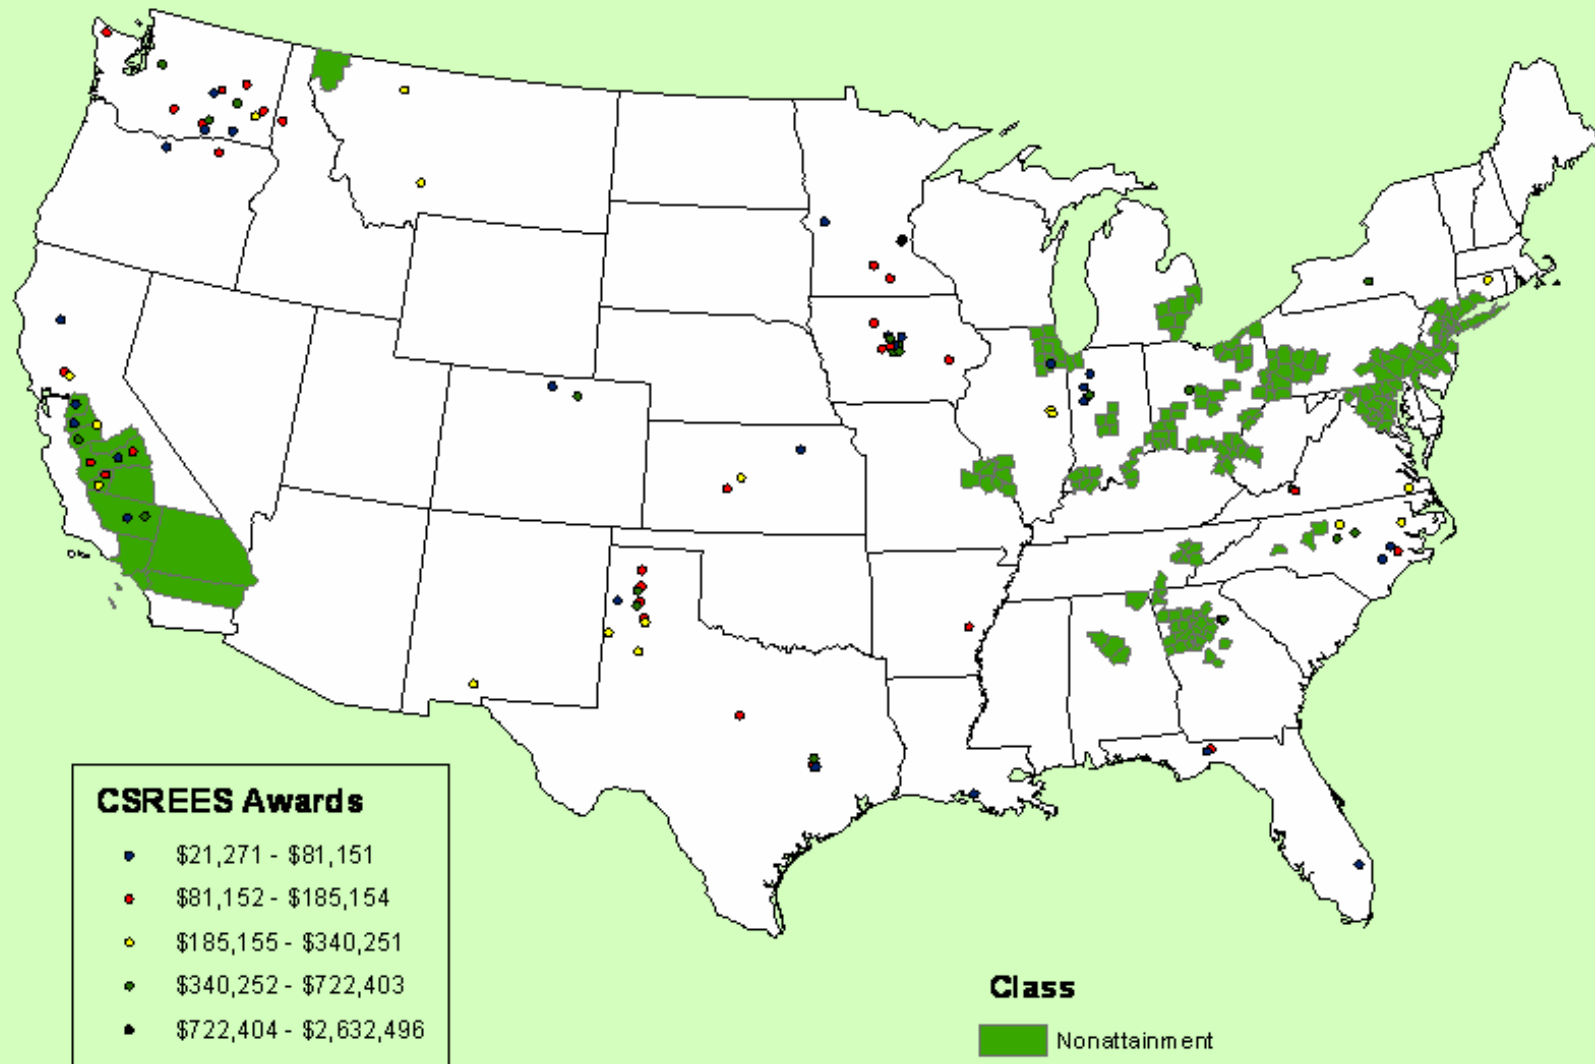 CSREES Awards
$21,271 - $81,151
$81,152 - $185,154
$185,155 - $340,251
$340,252 - $722,403
$722,404 - $2,632,496
Class
Nonattainment